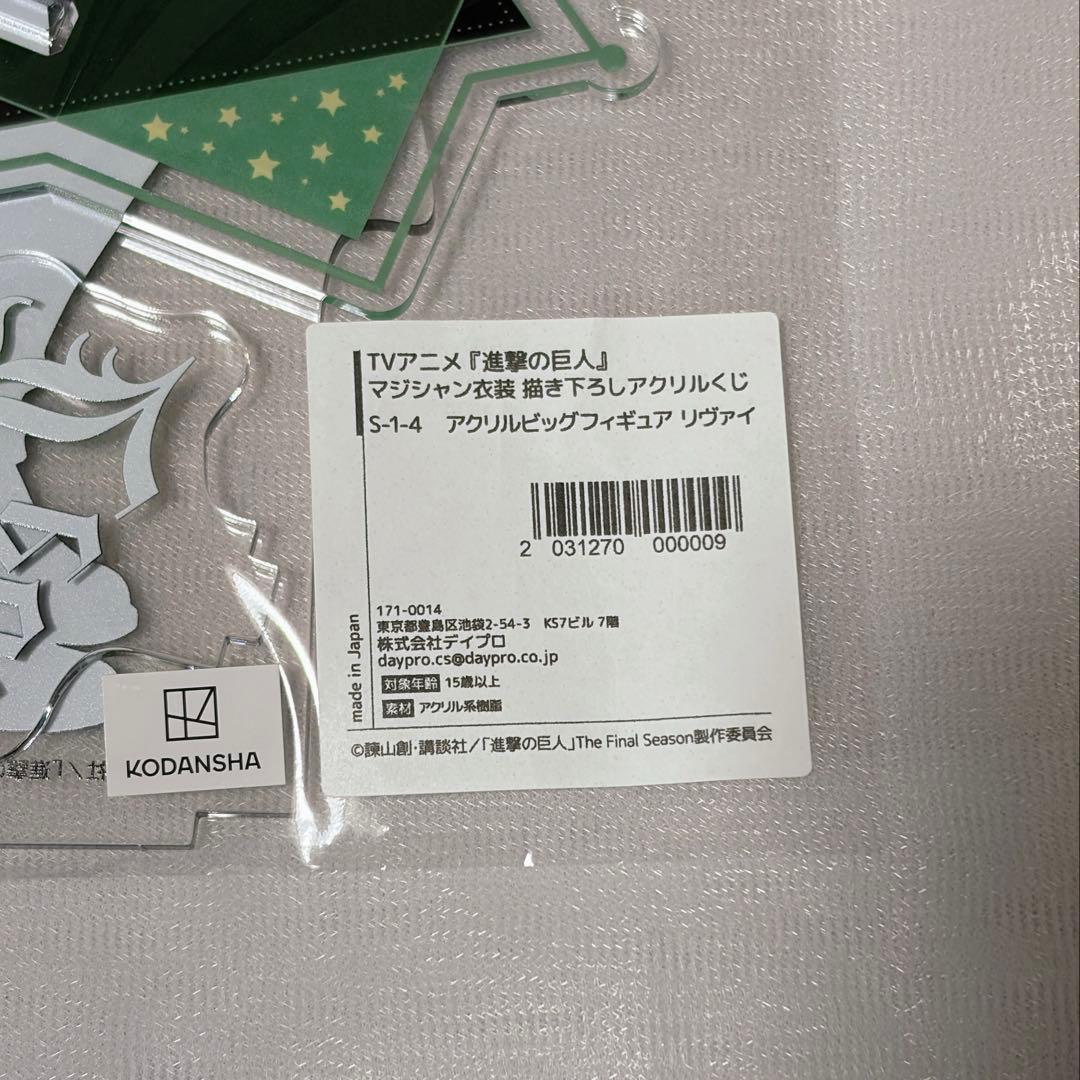 TVアニメ『進撃の巨人』
マジシャン衣装 描き下ろしアクリルくじ
S-1-4 アクリルビッグフィギュア リヴァイ
2 031270 000009
made in Japan
171-0014
東京都豊島区池袋2-54-3 KS7ビル 7階
株式会社デイプロ
daypro.cs@daypro.co.jp
対象年齢 15歳以上
素材 アクリル系樹脂
©諫山創・講談社/「進撃の巨人」The Final Season製作委員会
KODANSHA